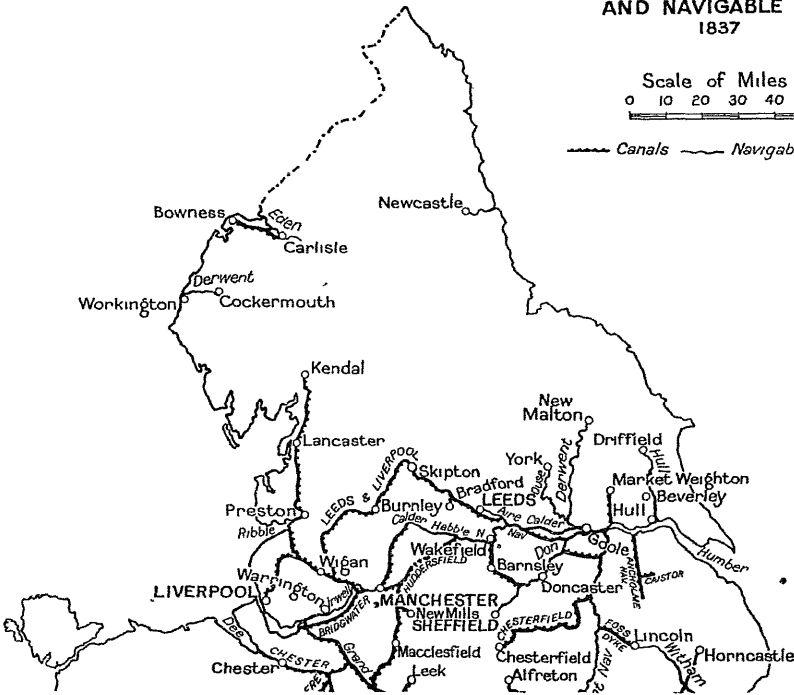 AND NAVIGABLE
1837
Scale of Miles
0 10 20 30 40
Canals Navigab
Newcastle
Bowness
Eden
Carlisle
Derwent
Workington
Cockermouth
Kendal
New
Malton
Lancaster
Driffield
Hull
York
Ouse
Derwent
LEEDS & LIVERPOOL
Skipton
Bradford
LEEDS
Market Weighton
Beverley
Burnley
Preston
Ribble
Aire Calder
Nav
Hull
Calder Hebble N.
Wakefield
Don
Goole
Humber
HUDDERSFIELD
Barnsley
ANCHOLME
NAV
CAISTOR
Wigan
Warrington
LIVERPOOL
Irwell
BRIDGWATER
MANCHESTER
Doncaster
New Mills
SHEFFIELD
CHESTERFIELD
Dee
FOSS
DYKE
Lincoln
Witham
Horncastle
CHESTER
Chester
Grand
Macclesfield
Chesterfield
Leek
Alfreton
t Nav